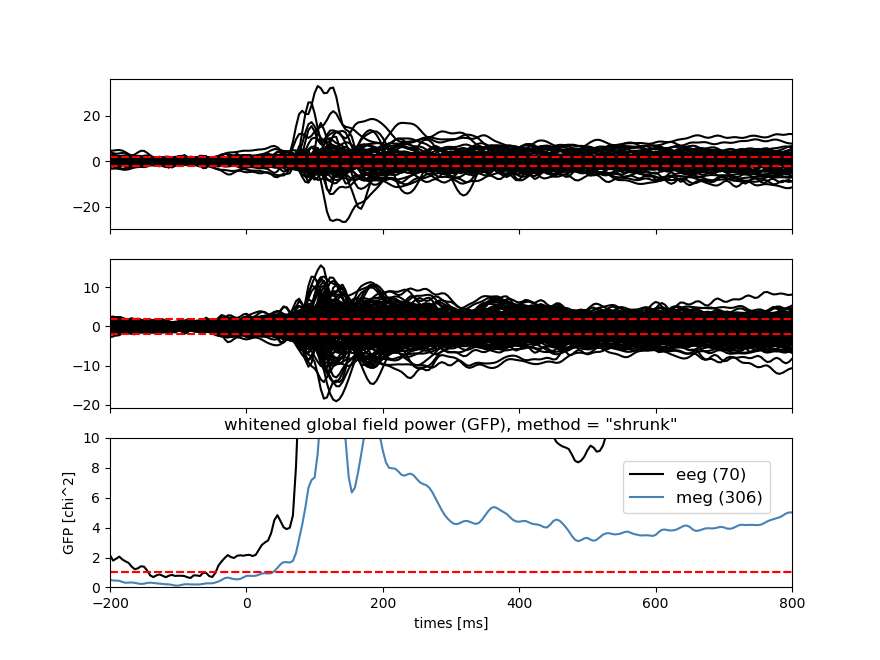 20
0
−20
10
0
−10
−20
whitened global field power (GFP), method = "shrunk"
10
8
6
4
2
0
GFP [chi^2]
eeg (70)
meg (306)
−200 0 200 400 600 800
times [ms]